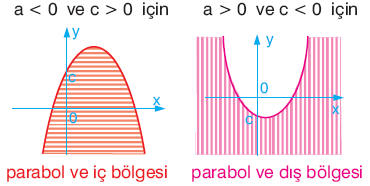 a < 0 ve c > 0 için
y
c
x
0
parabol ve iç bölgesi
a > 0 ve c < 0 için
y
0
x
c
parabol ve dış bölgesi